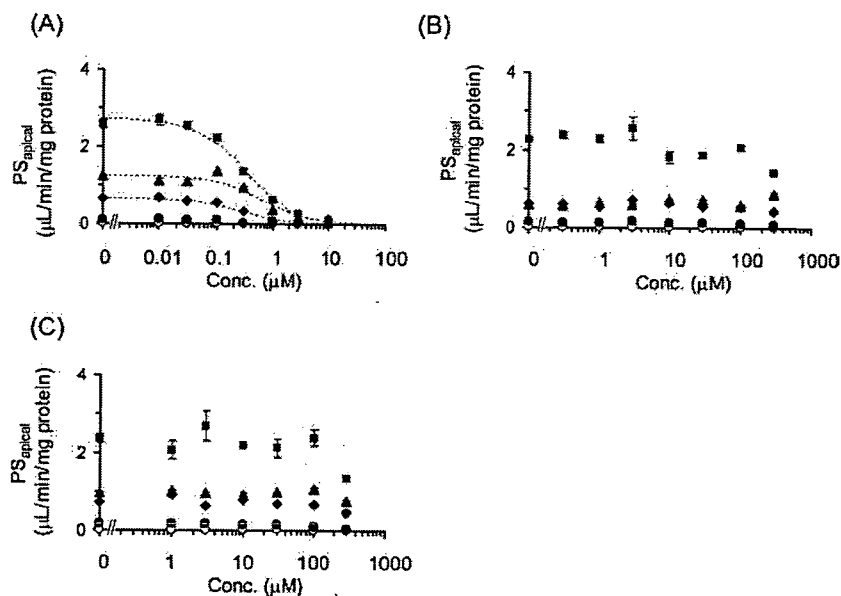 (A)
PSapical
(μL/min/mg protein)
4
2
0
0 0.01 0.1 1 10 100
Conc. (μM)
(B)
PSapical
(μL/min/mg protein)
4
2
0
0 1 10 100 1000
Conc. (μM)
(C)
PSapical
(μL/min/mg protein)
4
2
0
0 1 10 100 1000
Conc. (μM)